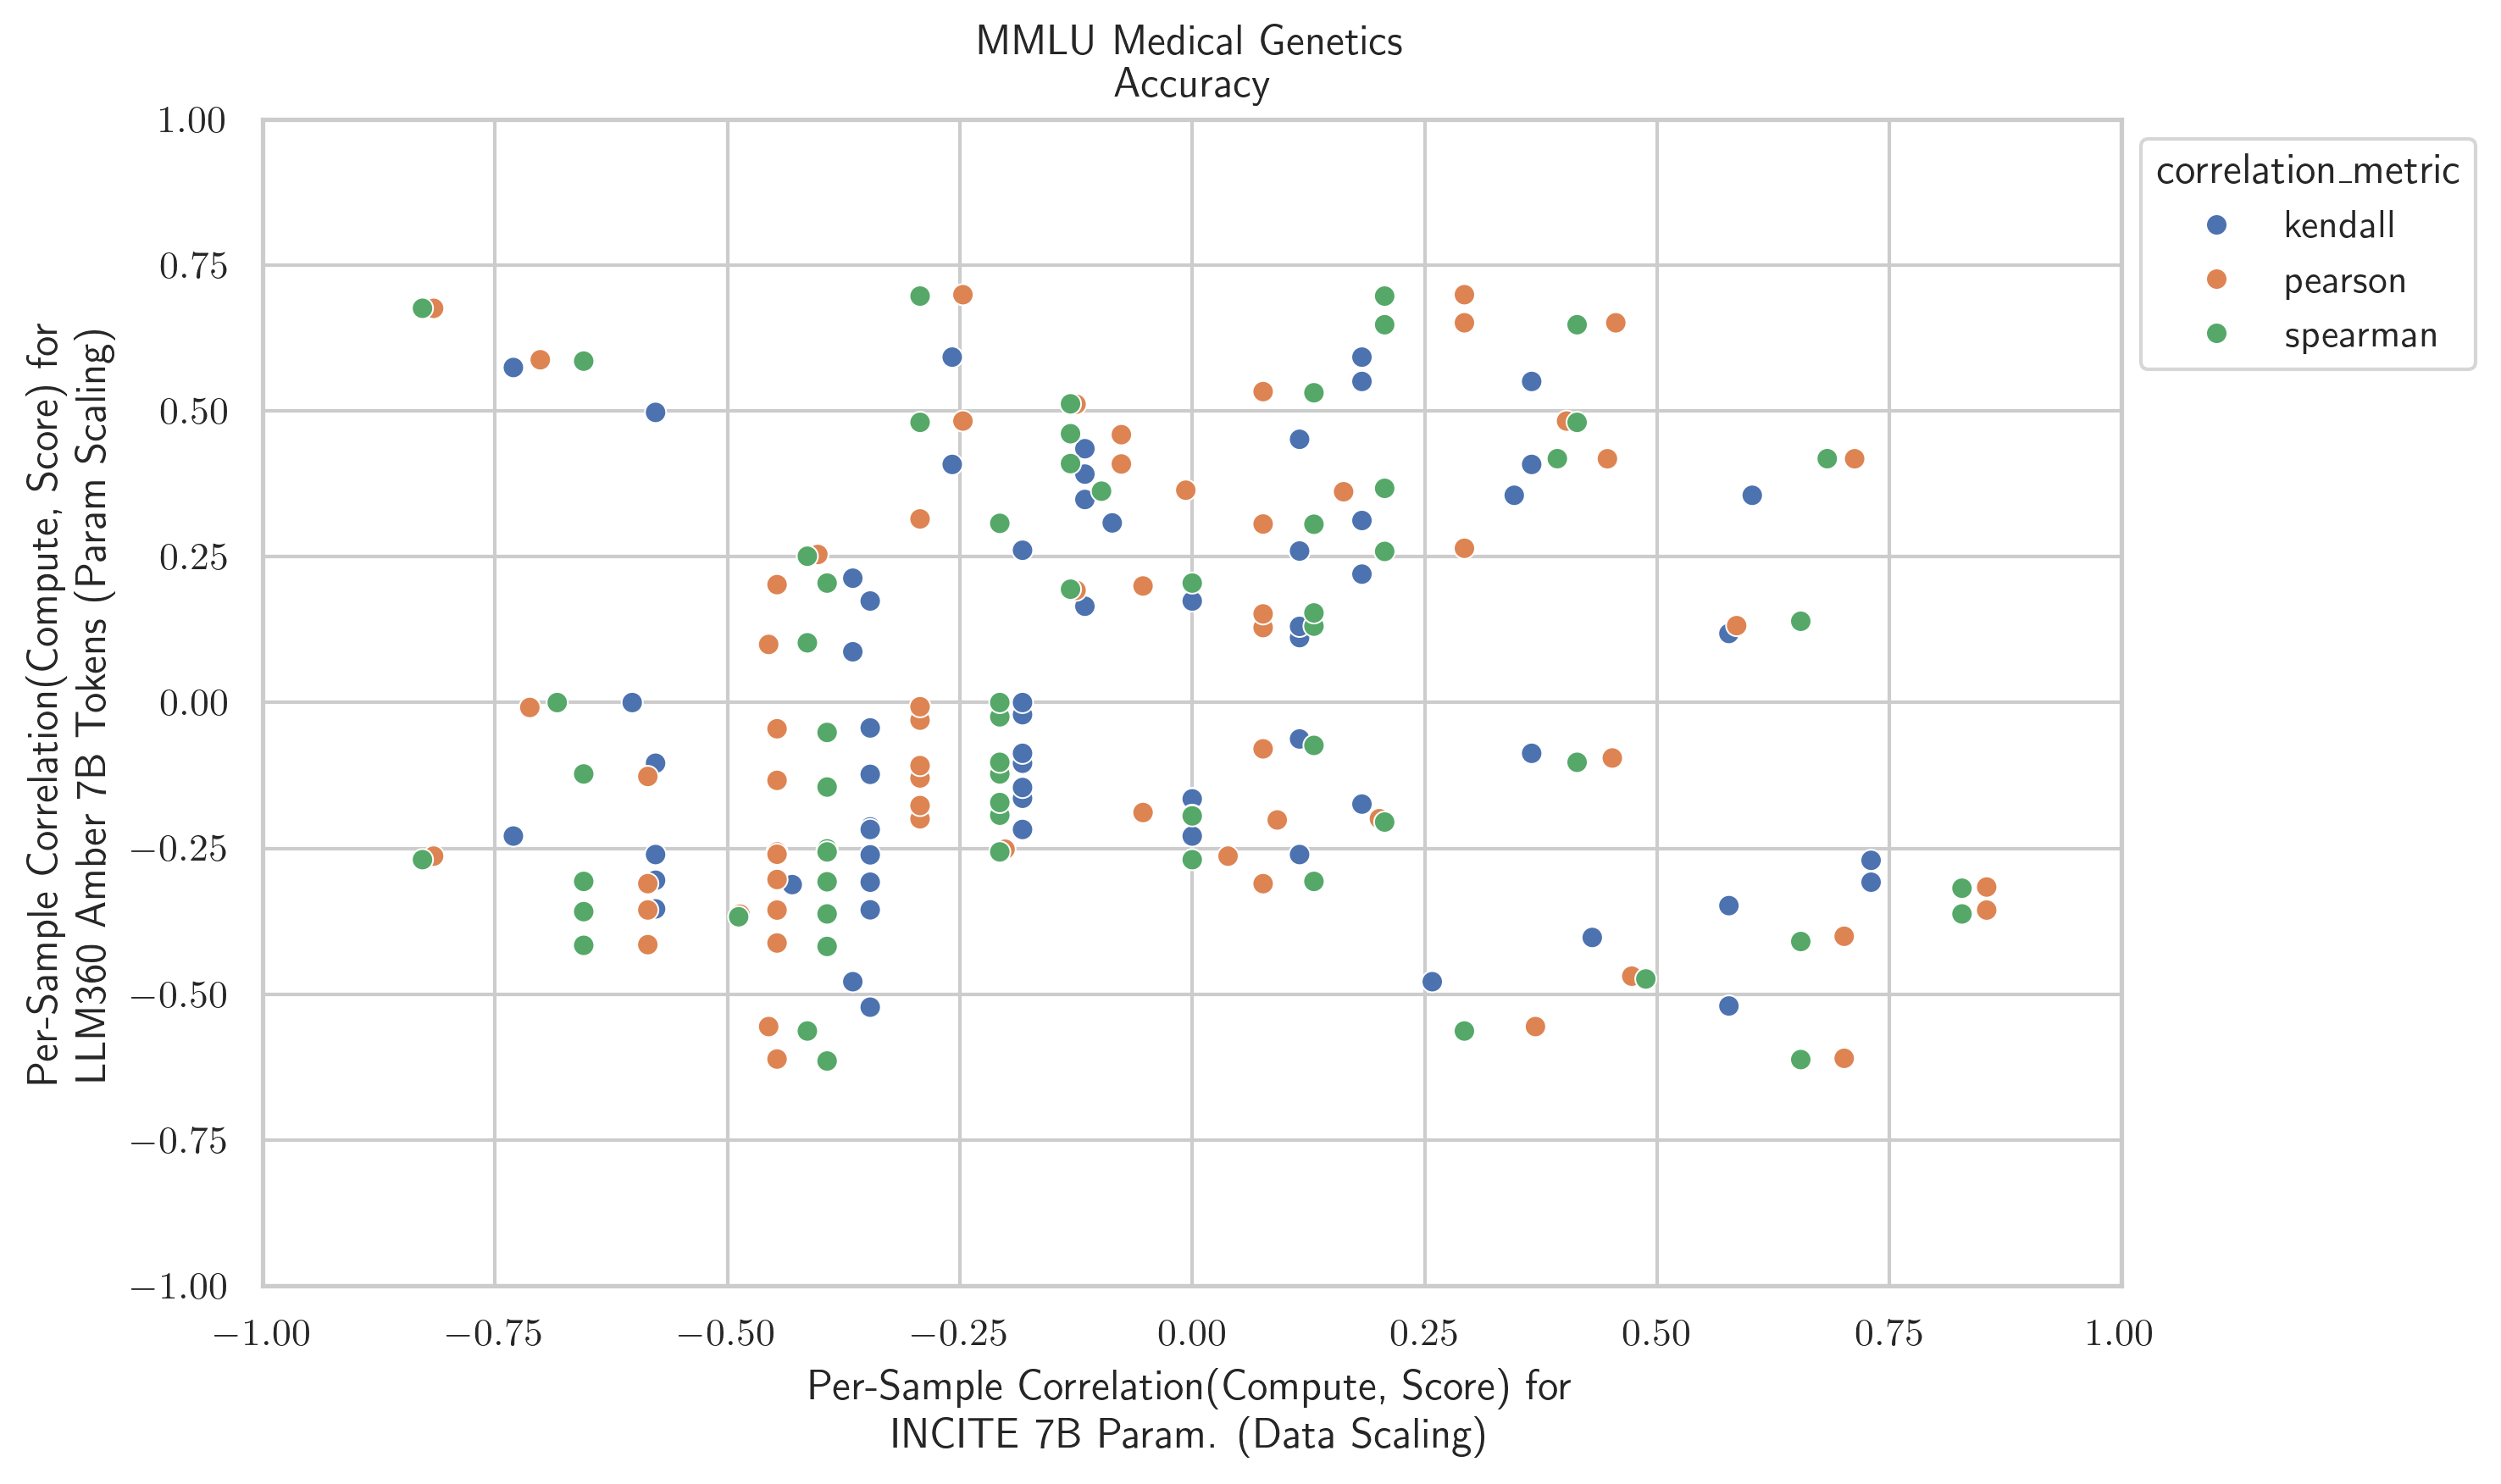 MMLU Medical Genetics
Accuracy
1.00
0.75
0.50
0.25
0.00
−0.25
−0.50
−0.75
−1.00
Per-Sample Correlation(Compute, Score) for
LLM360 Amber 7B Tokens (Param Scaling)
correlation_metric
kendall
pearson
spearman
−1.00 −0.75 −0.50 −0.25 0.00 0.25 0.50 0.75 1.00
Per-Sample Correlation(Compute, Score) for
INCITE 7B Param. (Data Scaling)